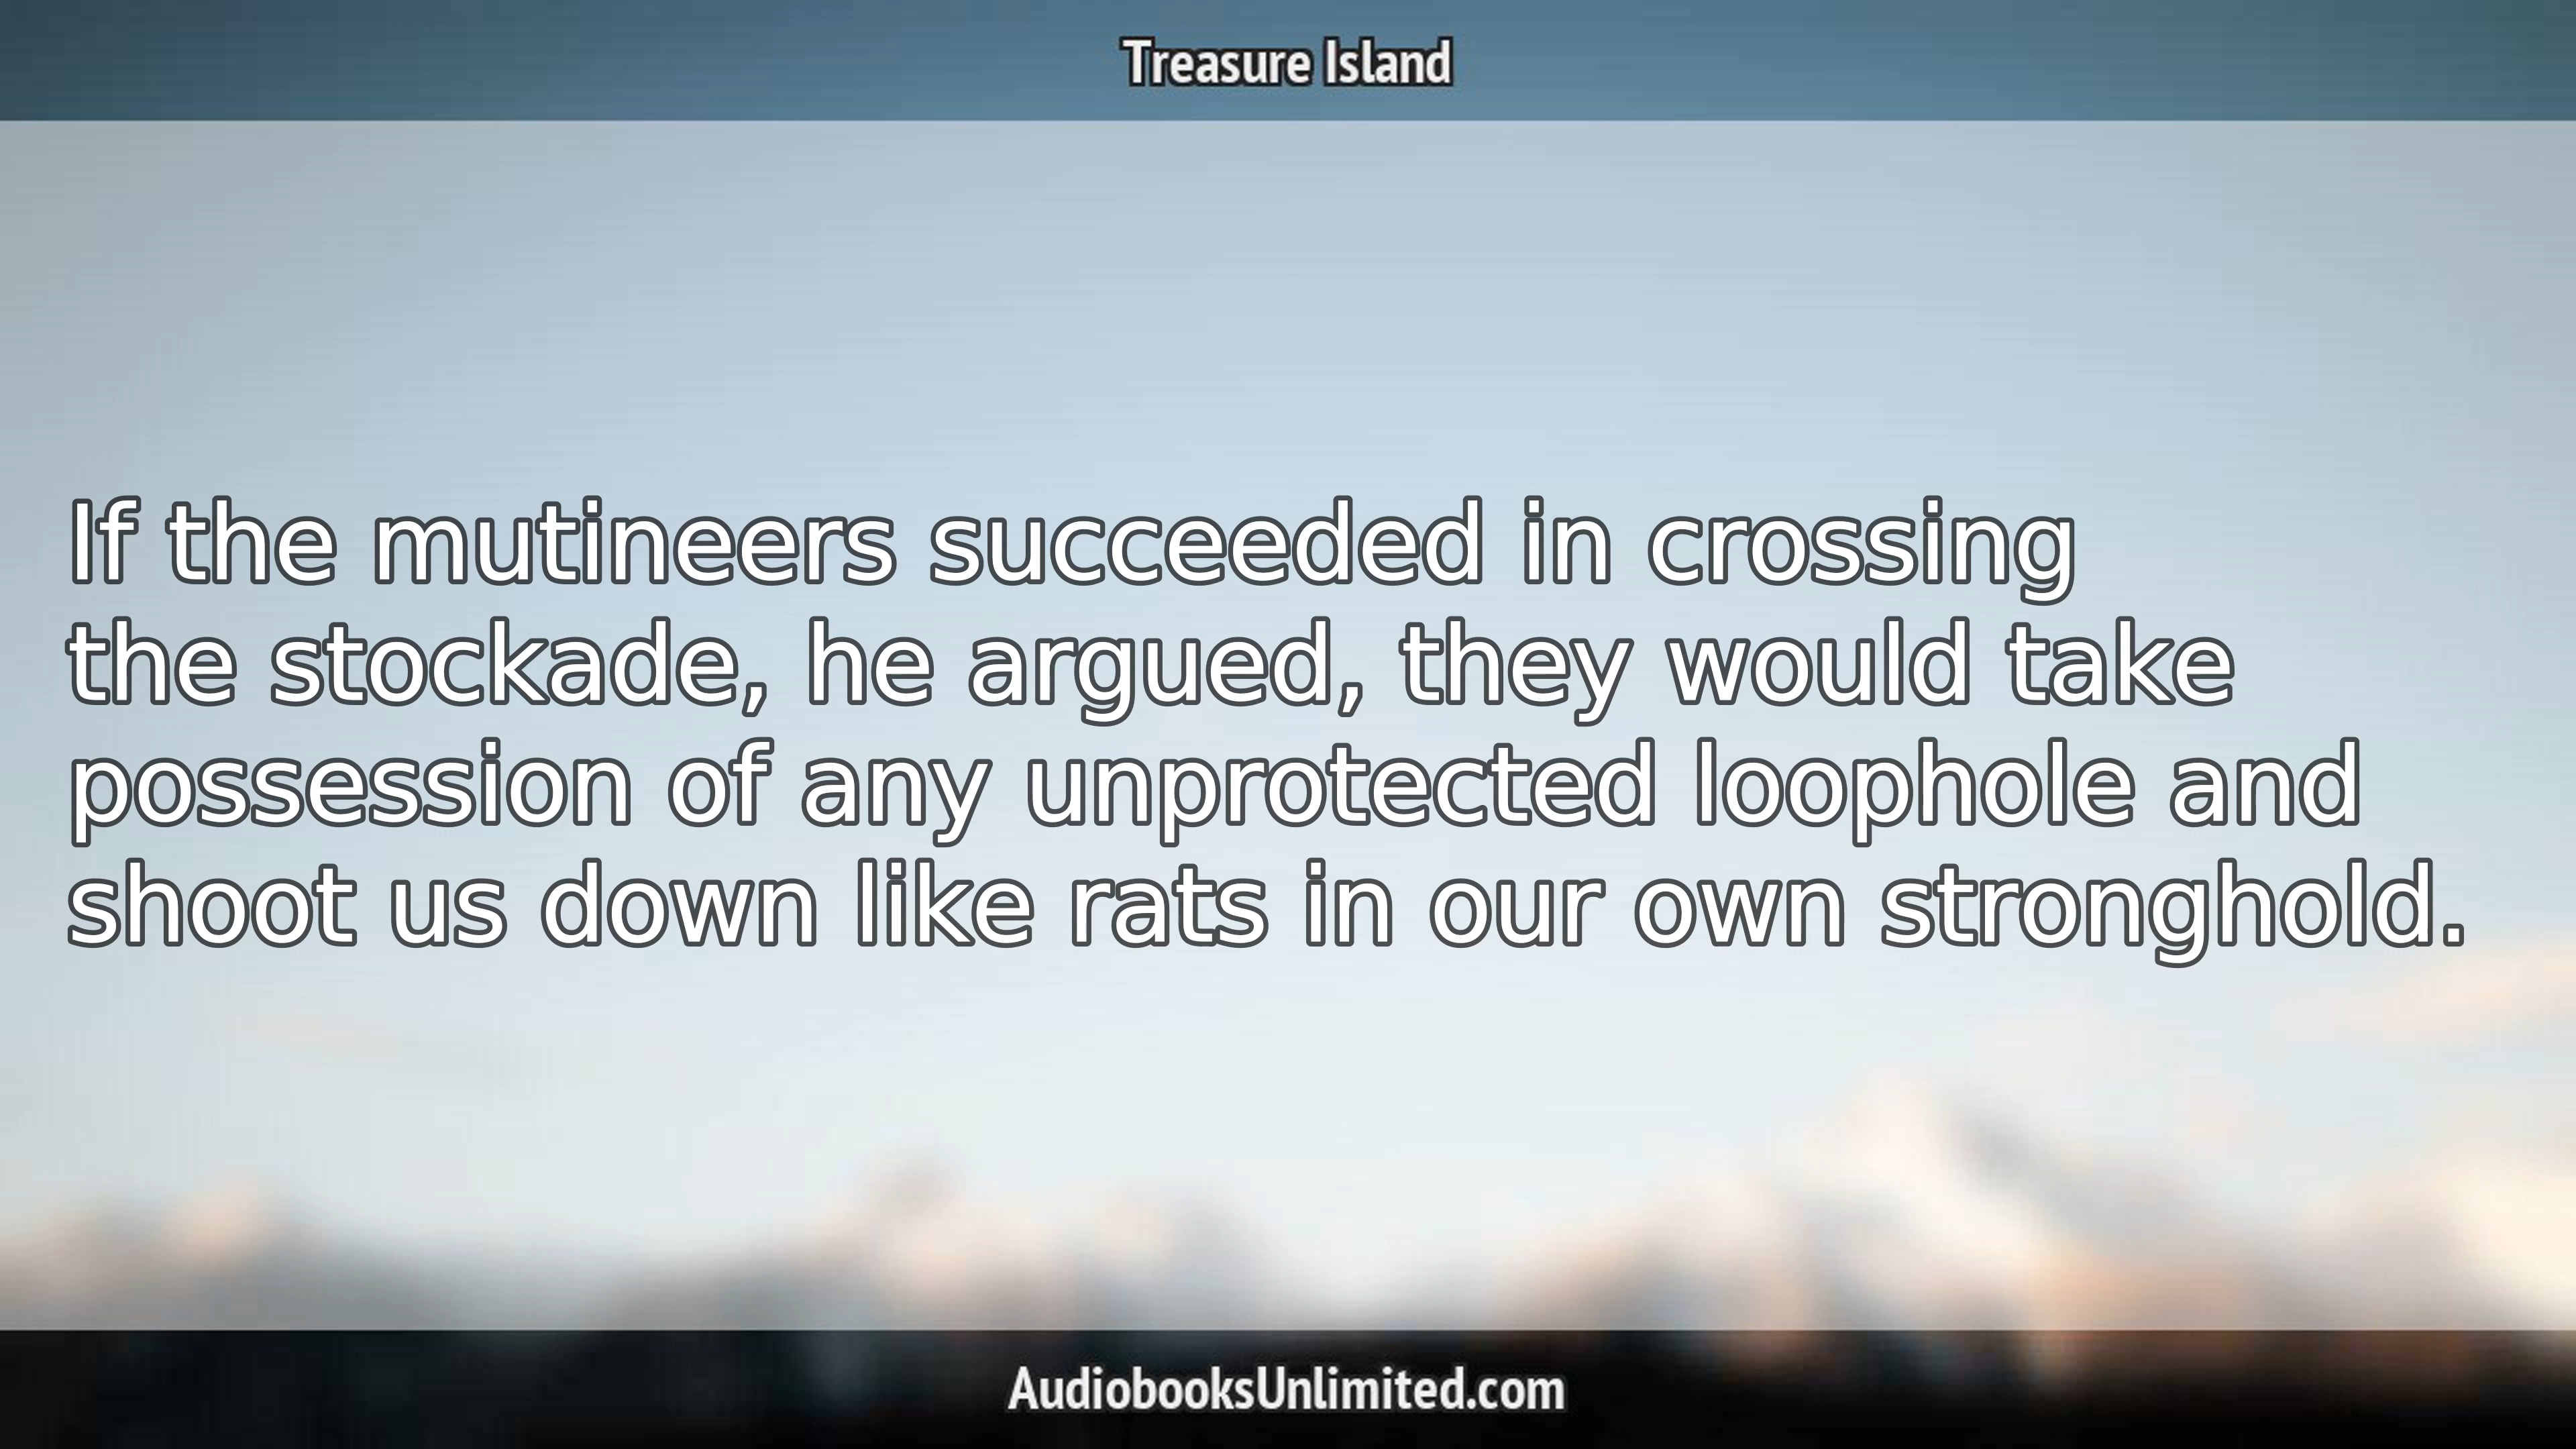 Treasure Island
If the mutineers succeeded in crossing
the stockade, he argued, they would take
possession of any unprotected loophole and
shoot us down like rats in our own stronghold.
AudiobooksUnlimited.com